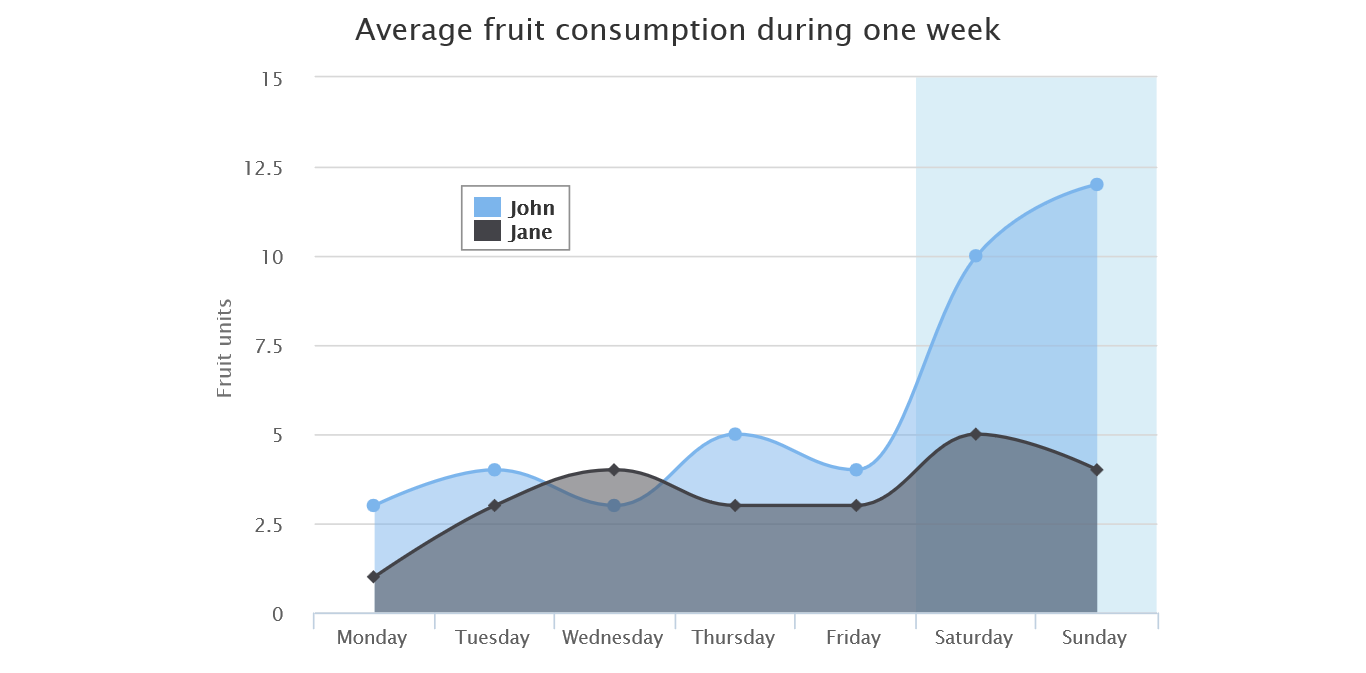 Average fruit consumption during one week
15
12.5
10
7.5
5
2.5
0
Fruit units
John
Jane
Monday Tuesday Wednesday Thursday Friday Saturday Sunday